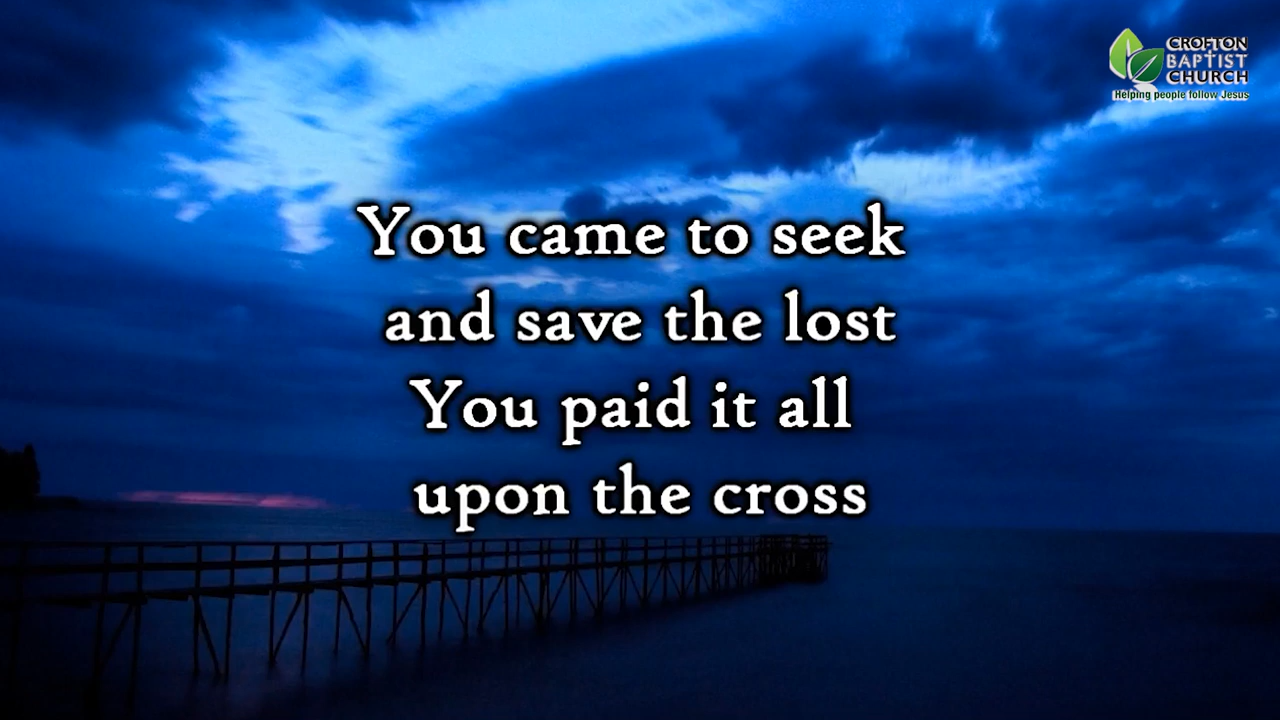 CROFTON
BAPTIST
CHURCH
Helping people follow Jesus
You came to seek
and save the lost
You paid it all
upon the cross